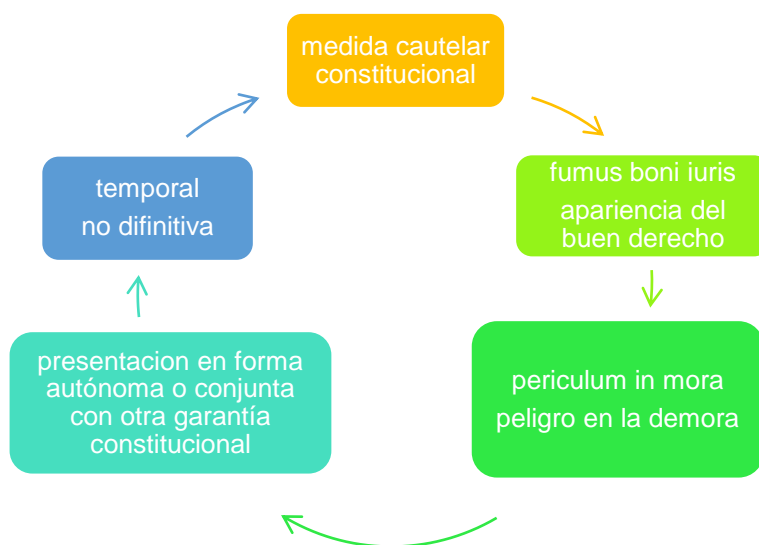 medida cautelar
constitucional
fumus boni iuris
apariencia del
buen derecho
periculum in mora
peligro en la demora
presentacion en forma
autónoma o conjunta
con otra garantía
constitucional
temporal
no difinitiva